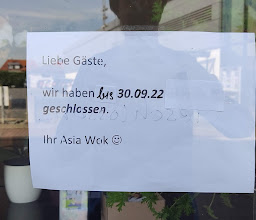 Liebe Gäste,
wir haben bis 30.09.22
geschlossen.
Ihr Asia Wok ☺